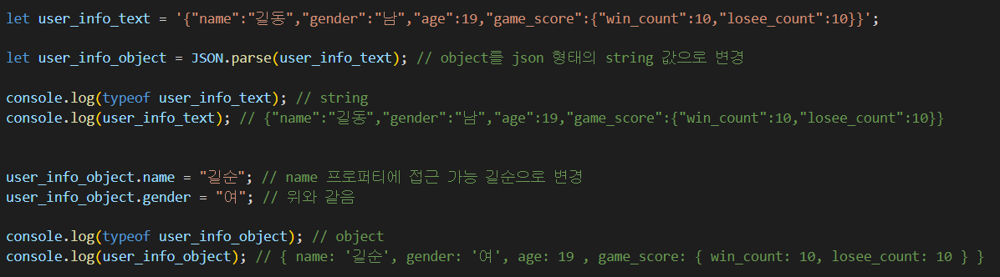 let user_info_text = '{"name":"길동","gender":"남","age":19,"game_score":{"win_count":10,"losee_count":10}}';
let user_info_object = JSON.parse(user_info_text); // object를 json 형태의 string 값으로 변경
console.log(typeof user_info_text); // string
console.log(user_info_text); // {"name":"길동","gender":"남","age":19,"game_score":{"win_count":10,"losee_count":10}}
user_info_object.name = "길순"; // name 프로퍼티에 접근 가능 길순으로 변경
user_info_object.gender = "여"; // 위와 같음
console.log(typeof user_info_object); // object
console.log(user_info_object); // { name: '길순', gender: '여', age: 19 , game_score: { win_count: 10, losee_count: 10 } }